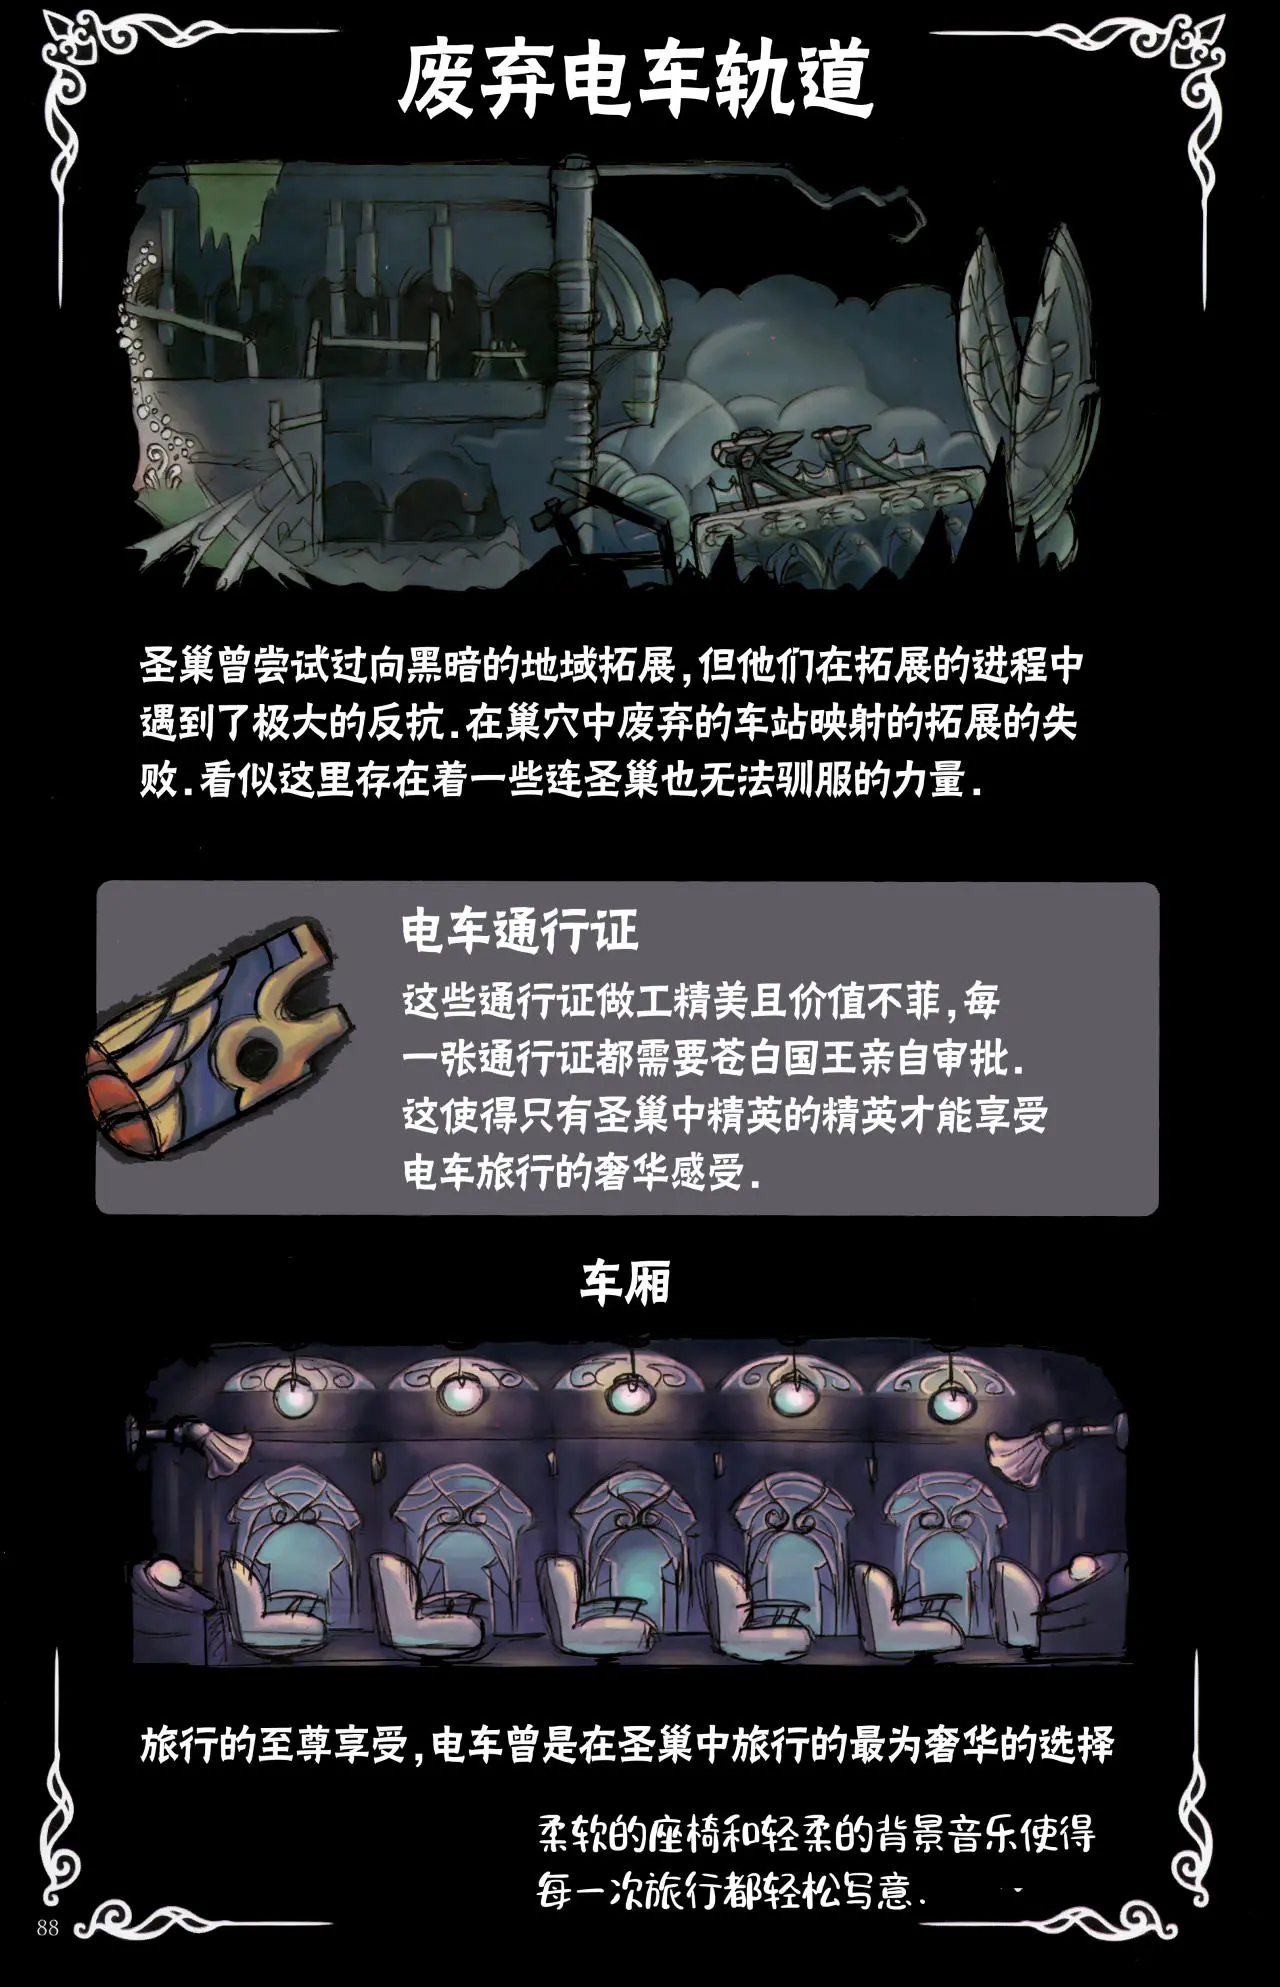 废弃电车轨道
圣巢曾尝试过向黑暗的地域拓展,但他们在拓展的进程中
遇到了极大的反抗.在巢穴中废弃的车站映射的拓展的失
败.看似这里存在着一些连圣巢也无法驯服的力量.
电车通行证
这些通行证做工精美且价值不菲,每
一张通行证都需要苍白国王亲自审批.
这使得只有圣巢中精英的精英才能享受
电车旅行的奢华感受.
车厢
旅行的至尊享受,电车曾是在圣巢中旅行的最为奢华的选择
柔软的座椅和轻柔的背景音乐使得
每一次旅行都轻松写意.
88